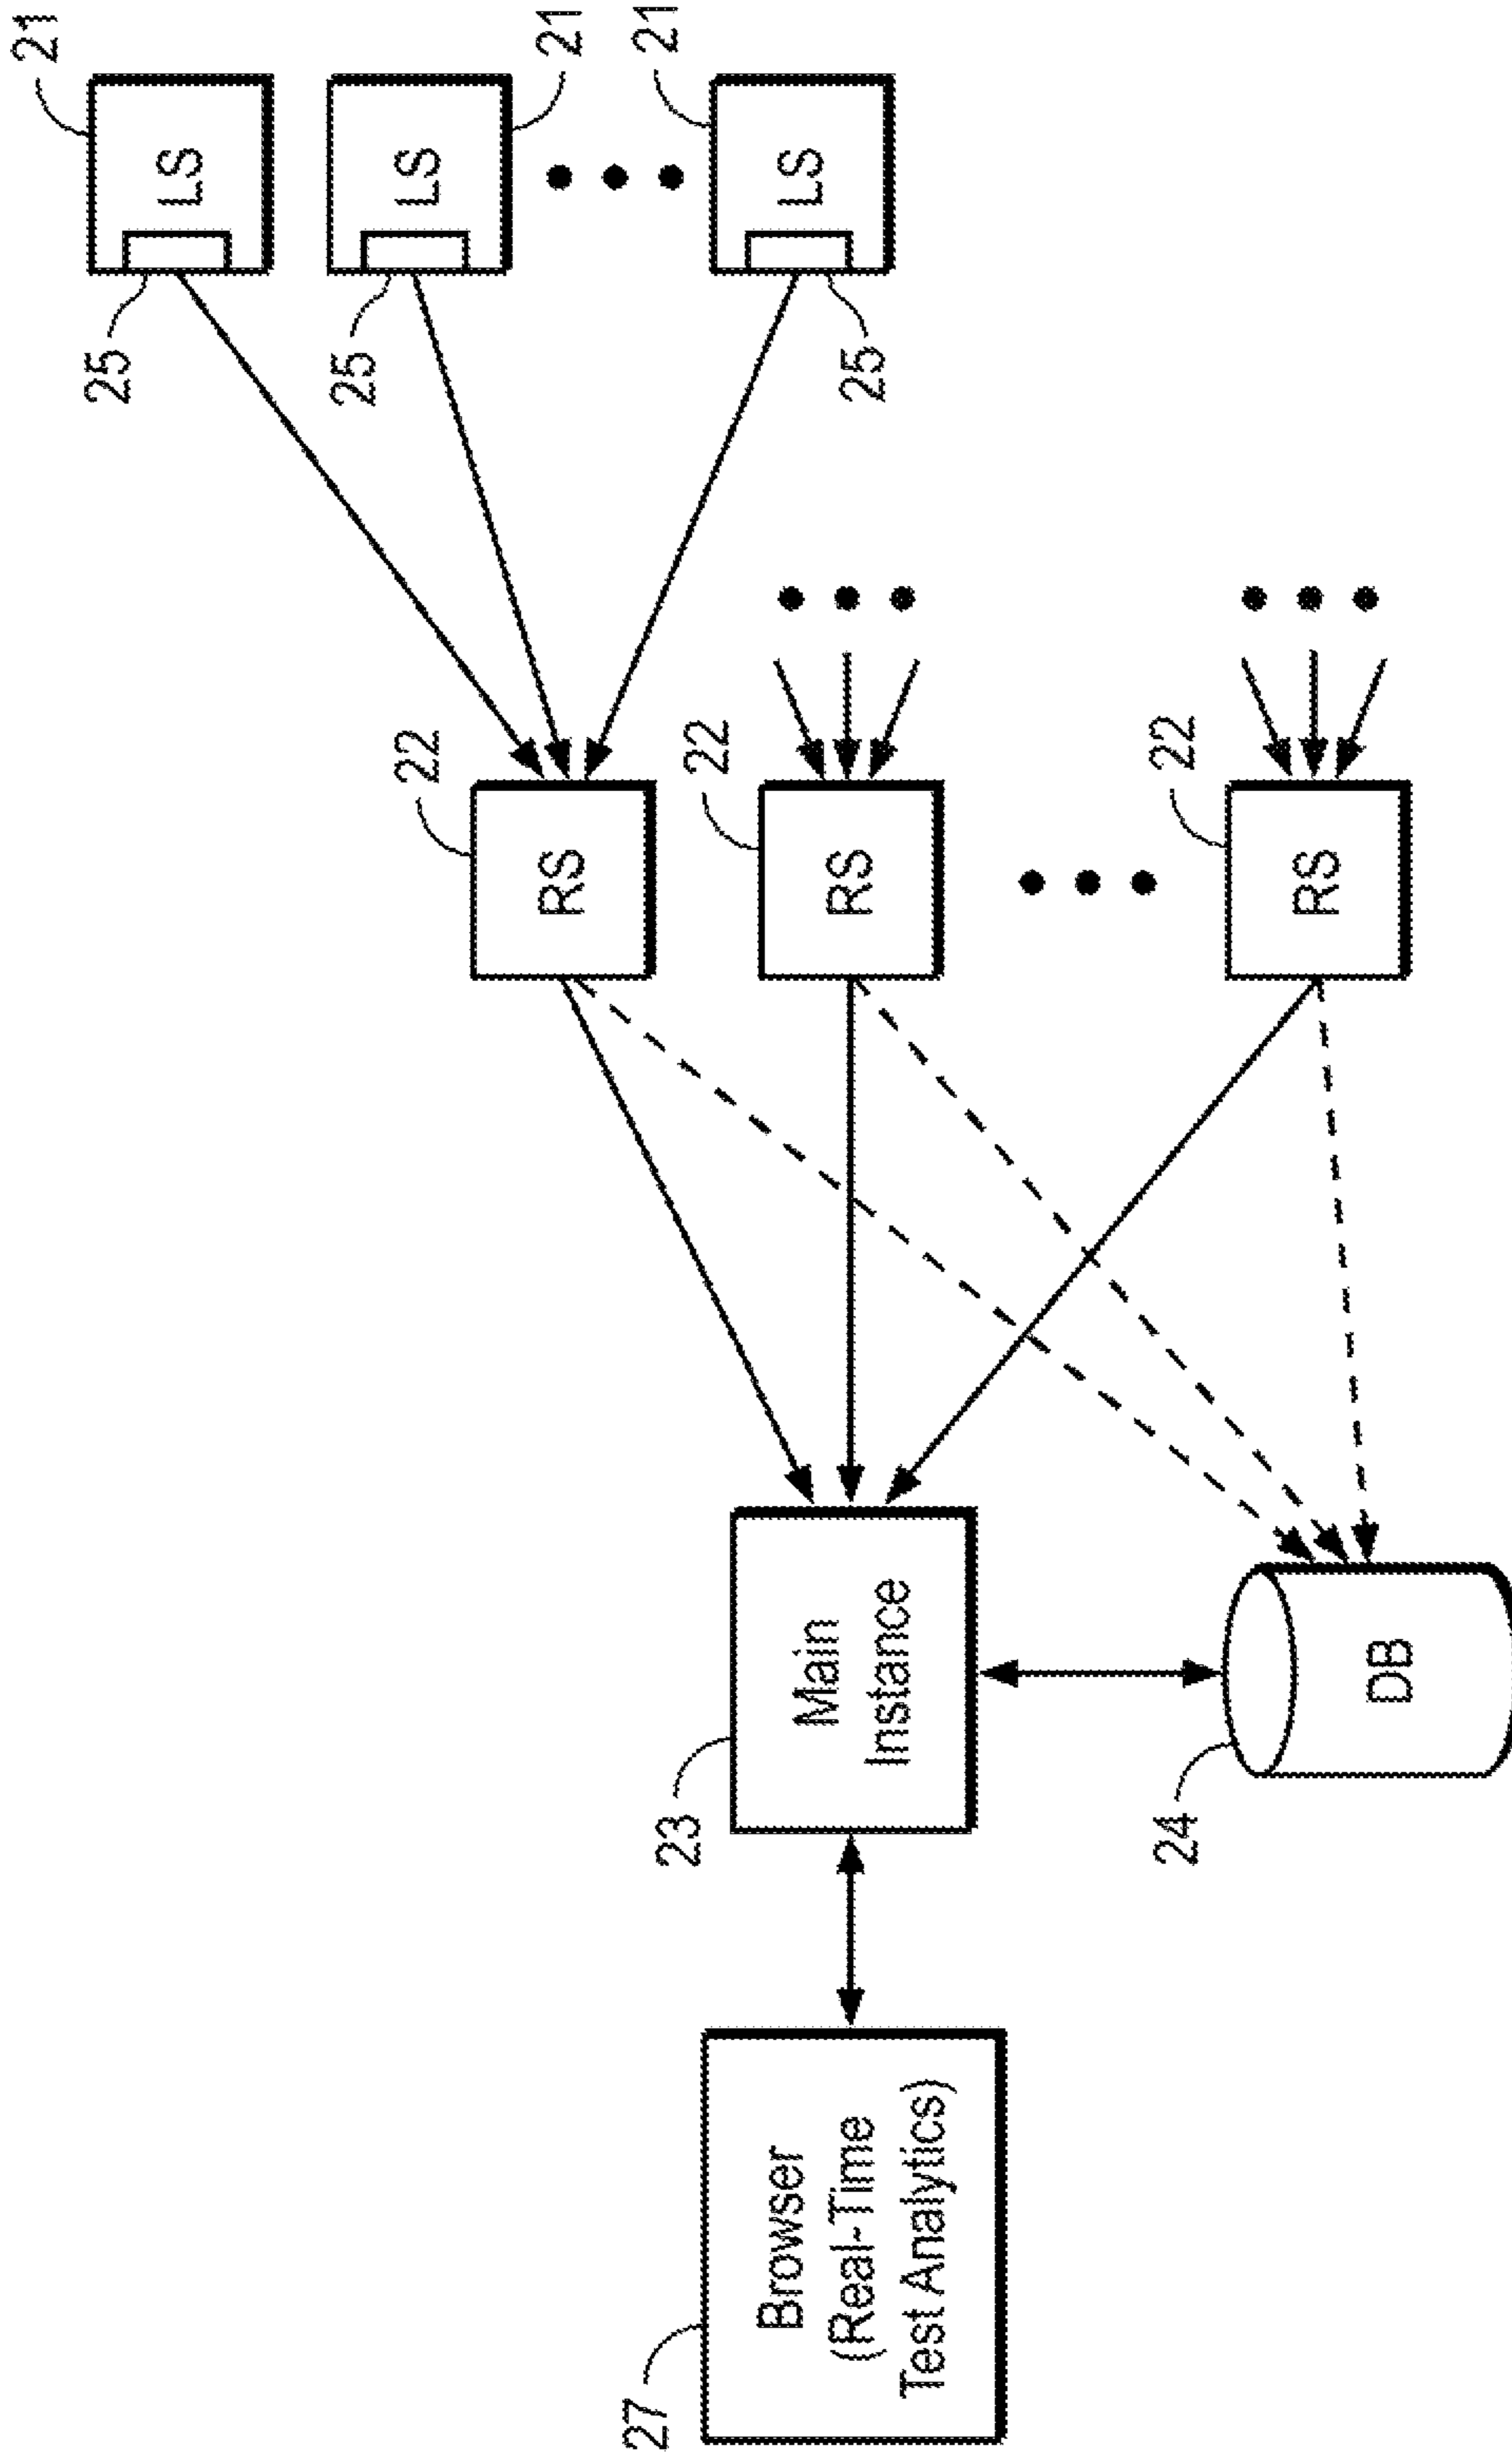 21
LS
25
21
LS
25
21
LS
25
22
RS
22
RS
22
RS
23
Main
Instance
24
DB
27
Browser
(Real-Time
Test Analytics)